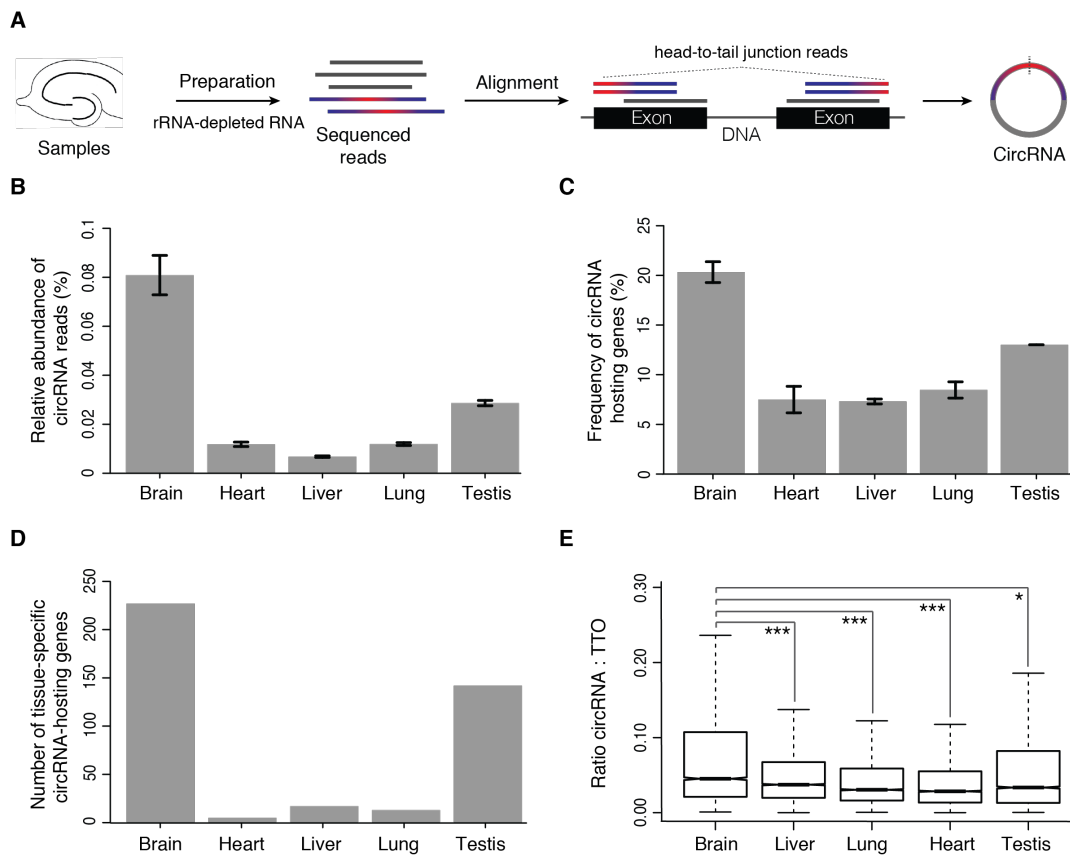 A
Samples
Preparation
rRNA-depleted RNA
Sequenced
reads
Alignment
head-to-tail junction reads
Exon
DNA
Exon
CircRNA
B
Relative abundance of
circRNA reads (%)
0.1
0.08
0.06
0.04
0.02
0
Brain Heart Liver Lung Testis
C
Frequency of circRNA
hosting genes (%)
25
20
15
10
5
0
Brain Heart Liver Lung Testis
D
Number of tissue-specific
circRNA-hosting genes
250
200
150
100
50
0
Brain Heart Liver Lung Testis
E
Ratio circRNA : TTO
0.30
0.20
0.10
0.00
***
***
***
*
Brain Liver Lung Heart Testis